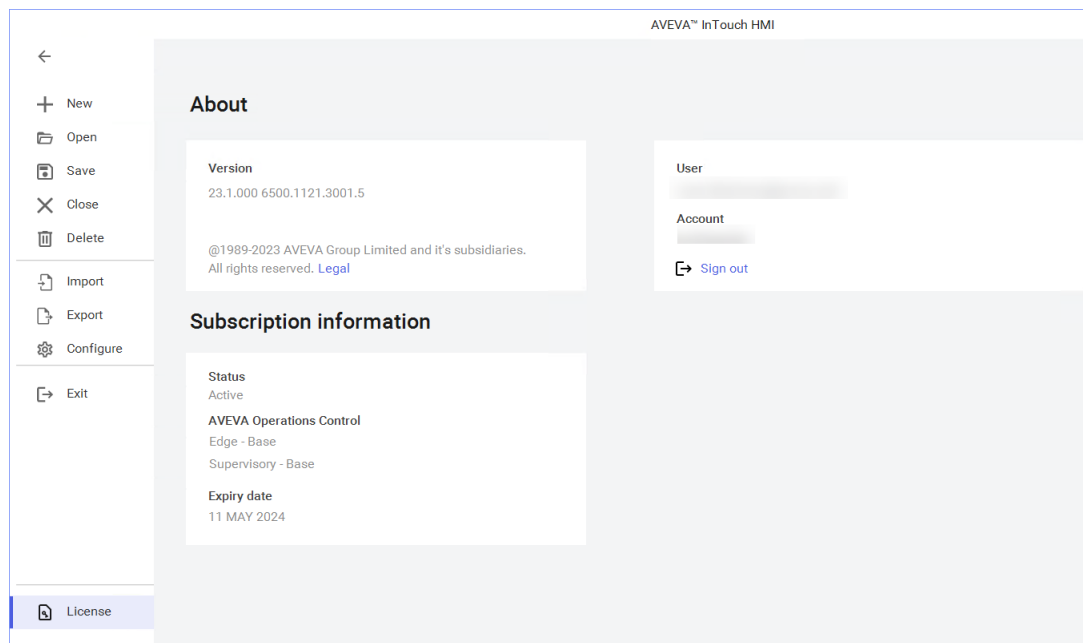 AVEVA™ InTouch HMI
New
Open
Save
Close
Delete
Import
Export
Configure
Exit
License
About
Version
23.1.000 6500.1121.3001.5
@1989-2023 AVEVA Group Limited and it's subsidiaries.
All rights reserved. Legal
User
Account
Sign out
Subscription information
Status
Active
AVEVA Operations Control
Edge - Base
Supervisory - Base
Expiry date
11 MAY 2024